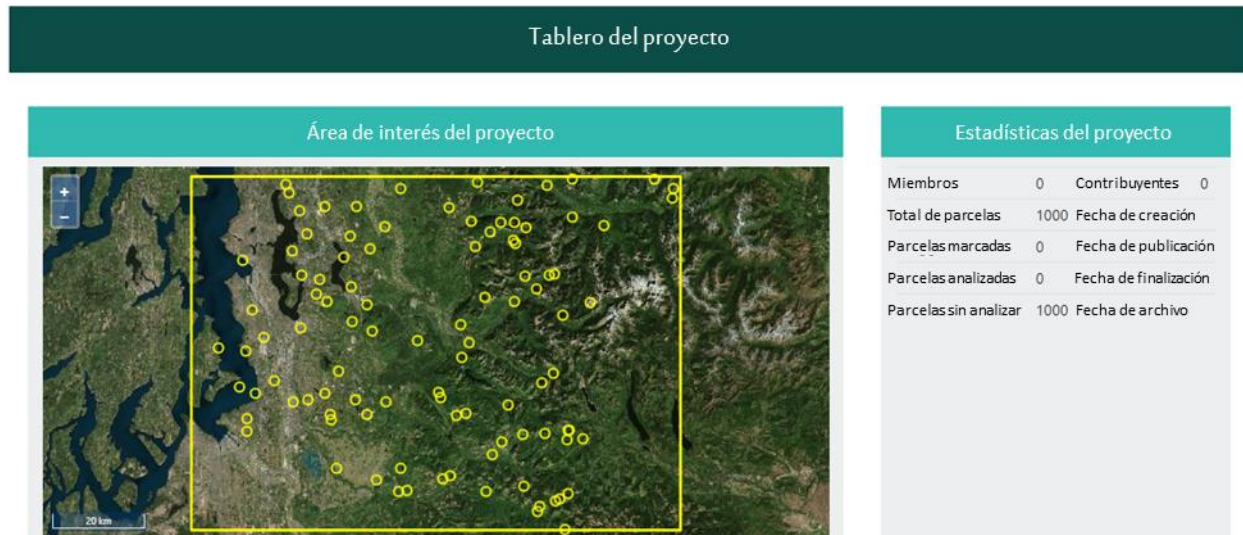 Tablero del proyecto
Área de interés del proyecto
+
−
20 km
Estadísticas del proyecto
Miembros 0 Contribuyentes 0
Total de parcelas 1000 Fecha de creación
Parcelas marcadas 0 Fecha de publicación
Parcelas analizadas 0 Fecha de finalización
Parcelas sin analizar 1000 Fecha de archivo